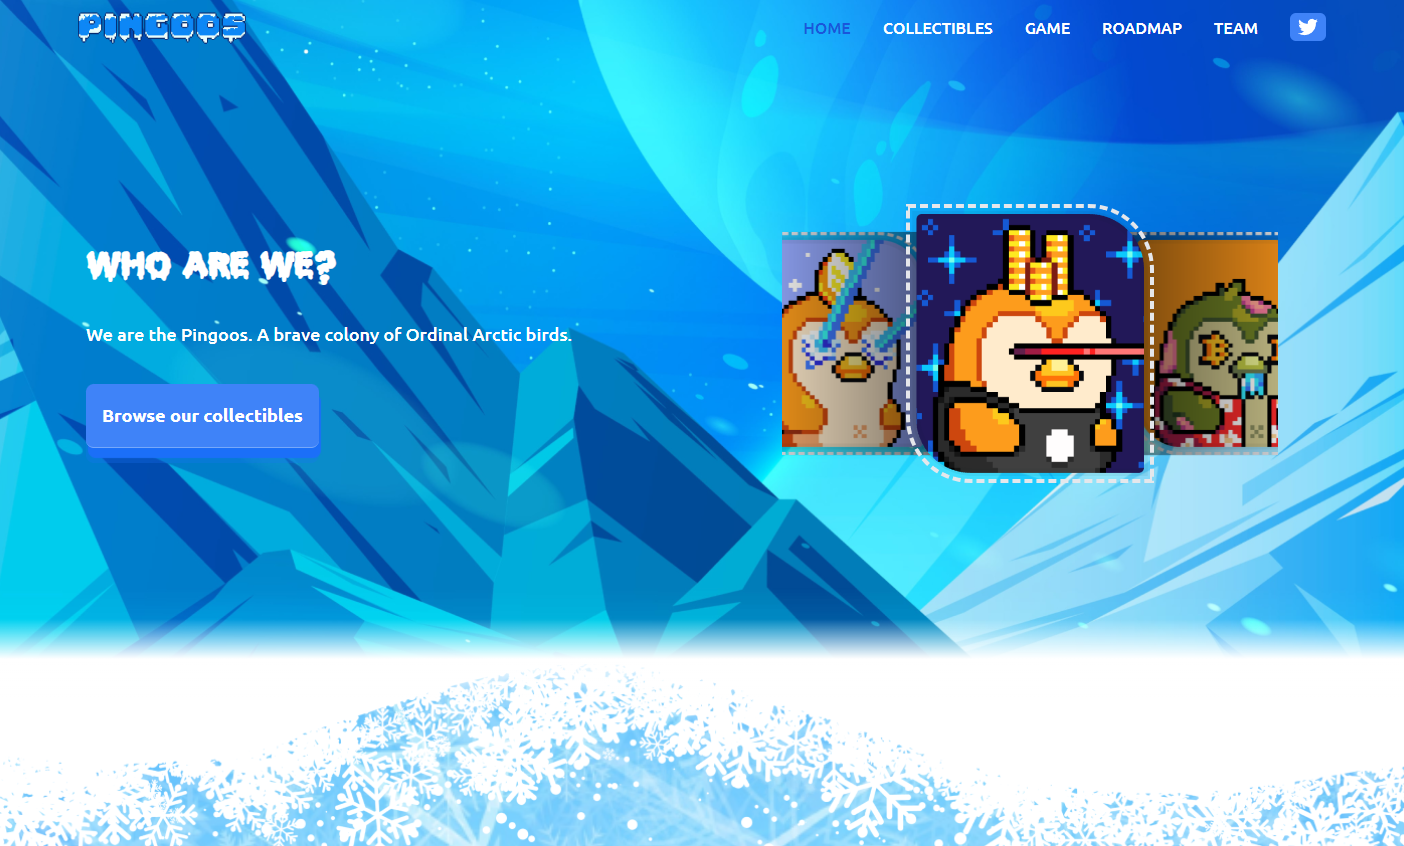 PINGOOS
HOME COLLECTIBLES GAME ROADMAP TEAM
WHO ARE WE?
We are the Pingoos. A brave colony of Ordinal Arctic birds.
Browse our collectibles